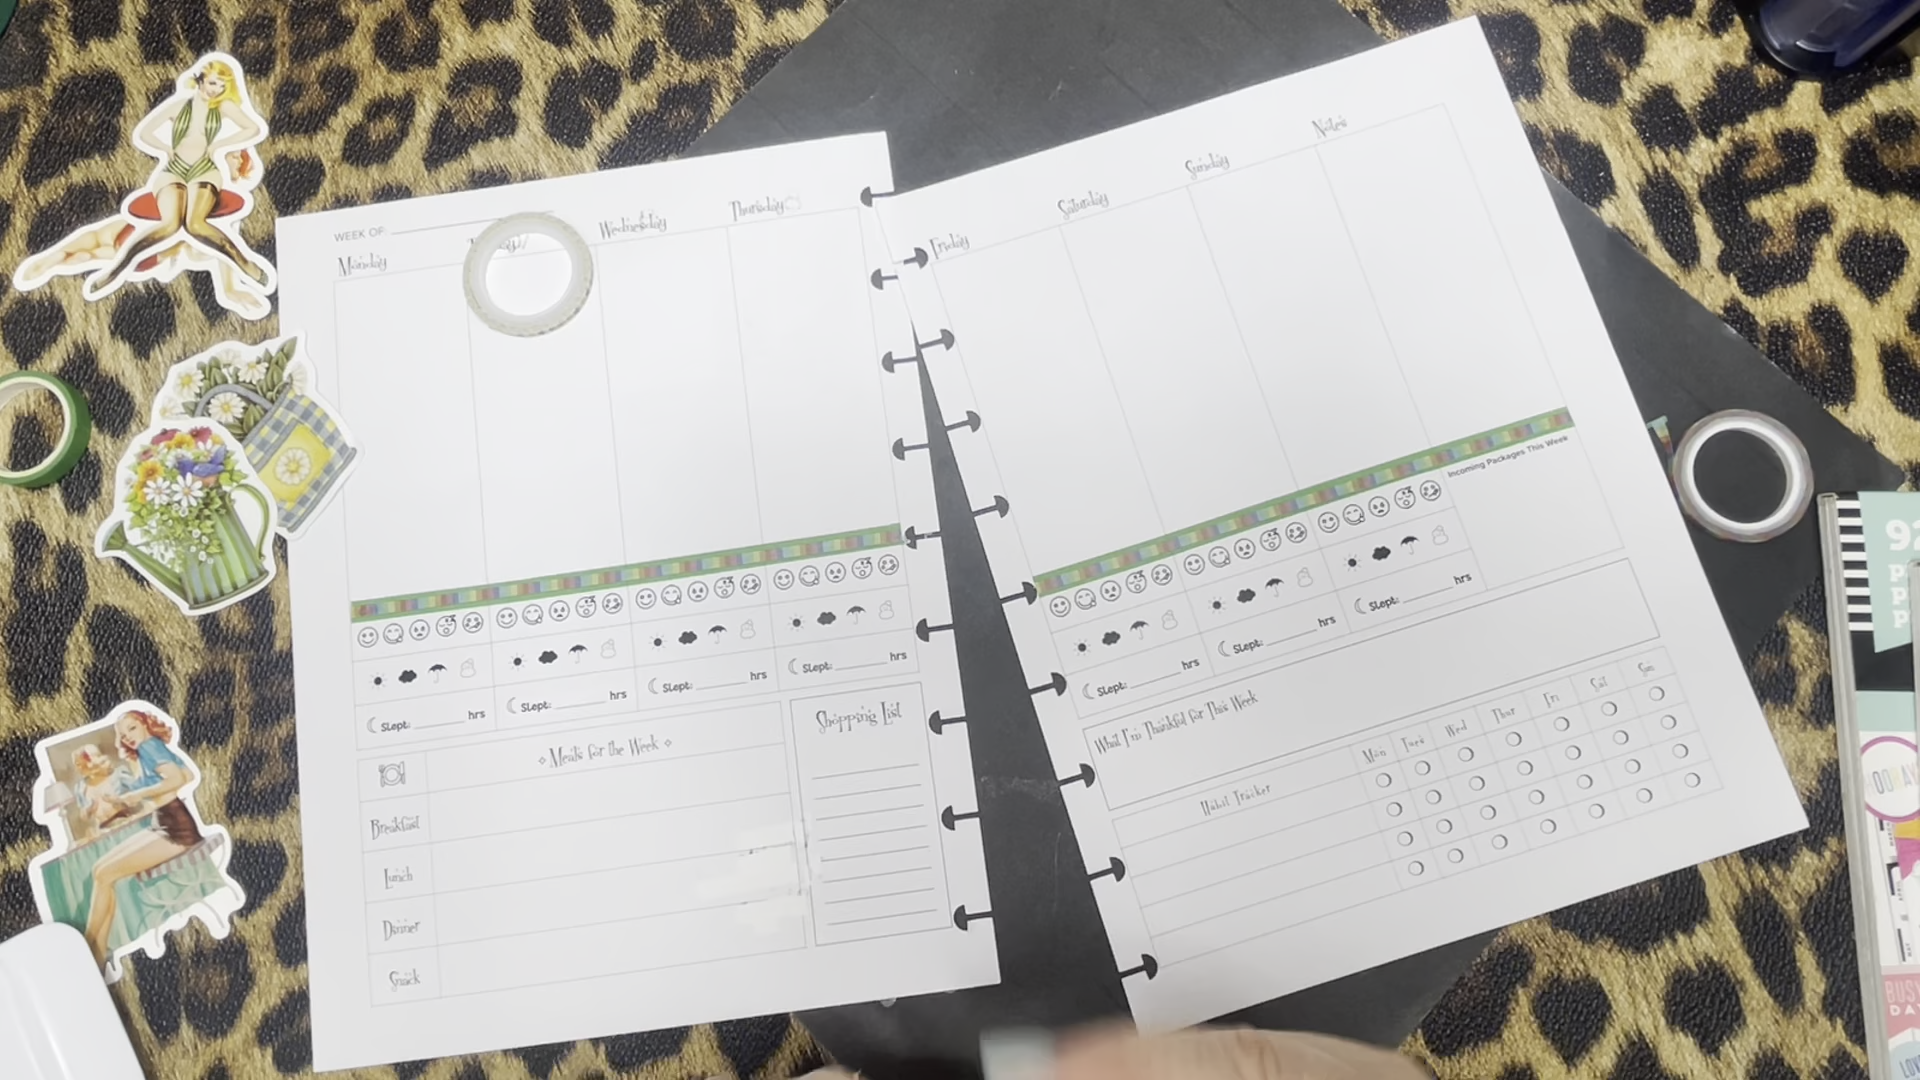 WEEK OF:
Monday
Wednesday
Thursday
Slept: hrs
Slept: hrs
Slept: hrs
Slept: hrs
Meals for the Week
Breakfast
Lunch
Dinner
Snack
Shopping List
Friday
Saturday
Sunday
Notes
Incoming Packages This Week
Slept: hrs
Slept: hrs
Slept: hrs
What I'm Thankful for This Week
Habit Tracker
Mon Tues Wed Thur Fri Sat Sun
BUSY